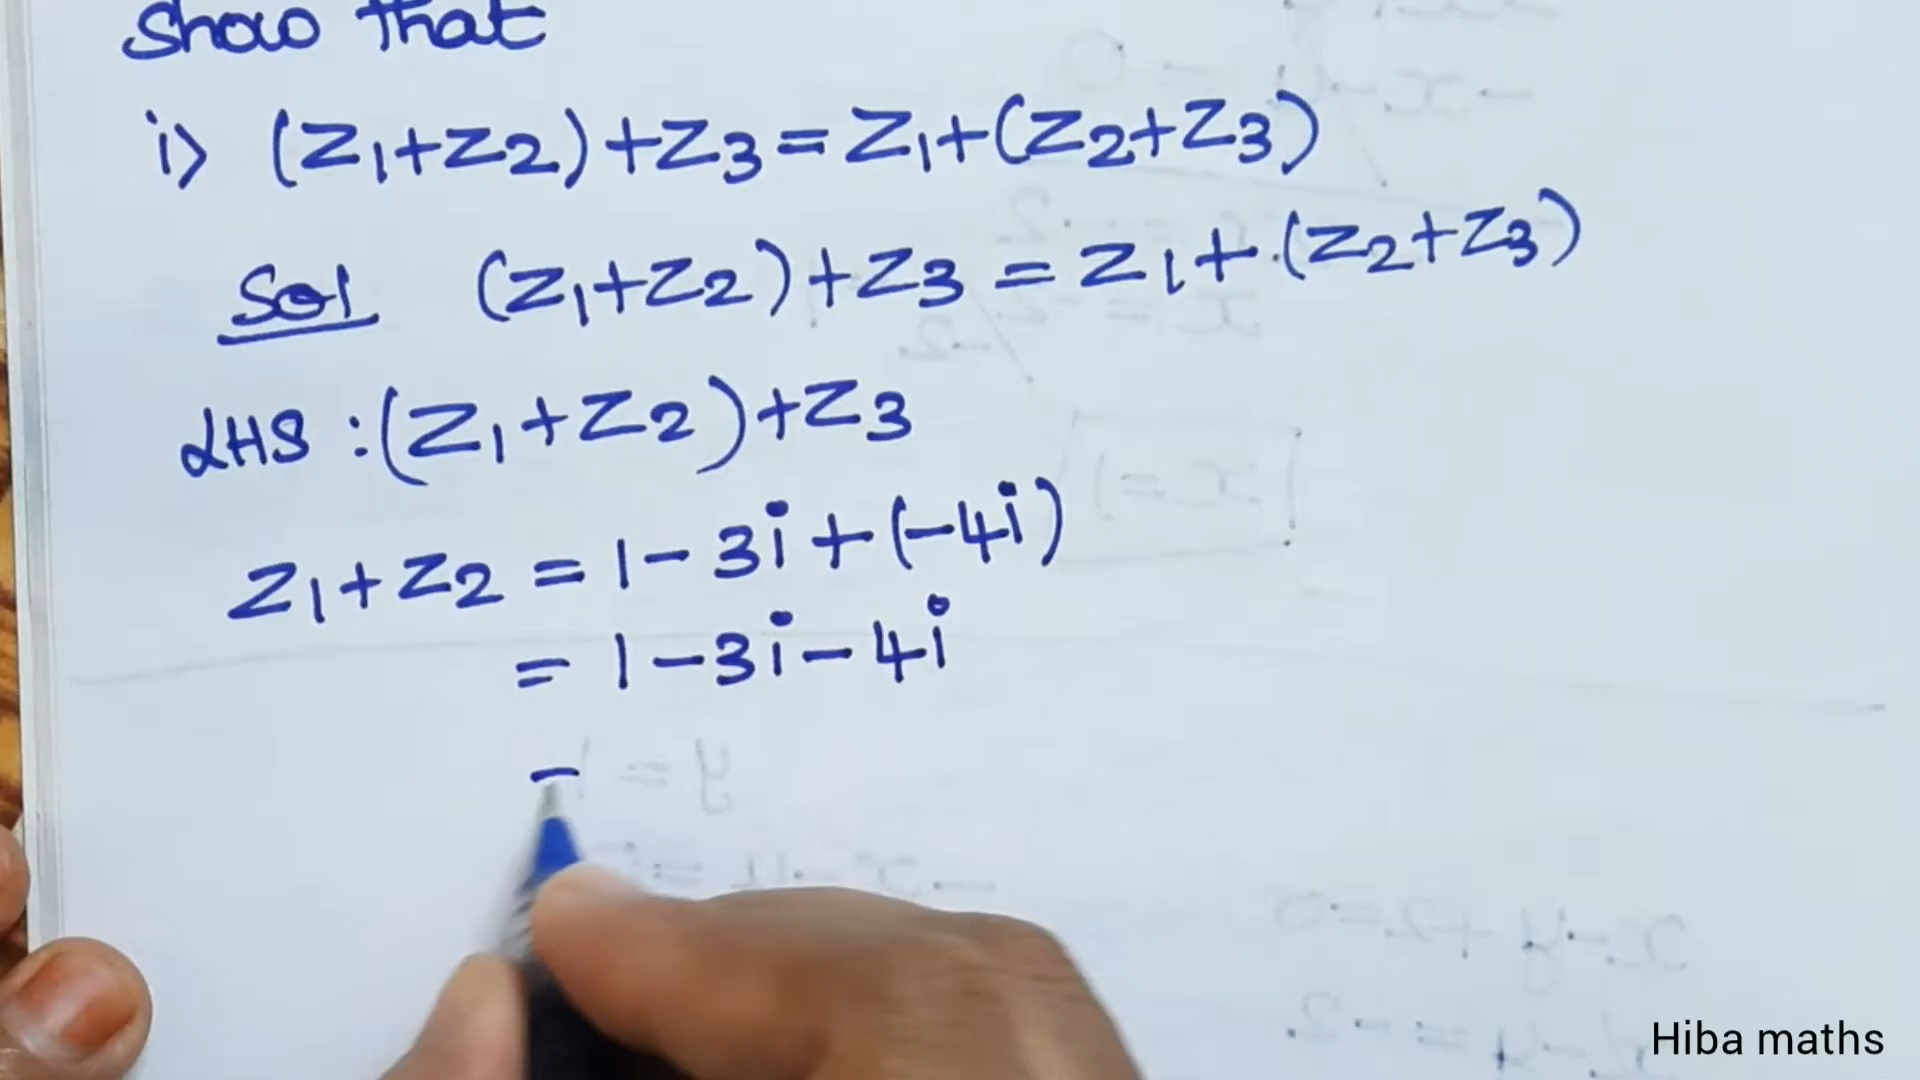 Show that
i) (Z1+Z2)+Z3=Z1+(Z2+Z3)
Sol (Z1+Z2)+Z3=Z1+(Z2+Z3)
LHS:(Z1+Z2)+Z3
Z1+Z2=1-3i+(-4i)
=1-3i-4i
Hiba maths